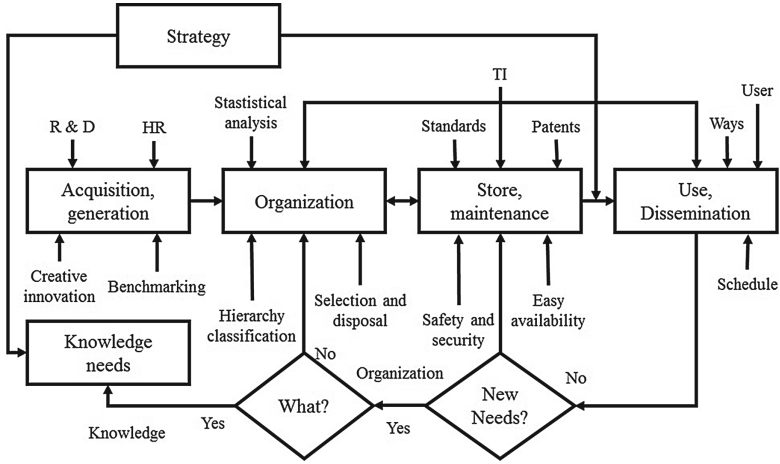 Strategy
TI
User
Stastistical
analysis
R & D
HR
Standards
Patents
Ways
Acquisition,
generation
Organization
Store,
maintenance
Use,
Dissemination
Creative
innovation
Benchmarking
Hierarchy
classification
Selection and
disposal
Safety and
security
Easy
availability
Schedule
Knowledge
needs
No
Organization
No
What?
New
Needs?
Yes
Yes
Knowledge